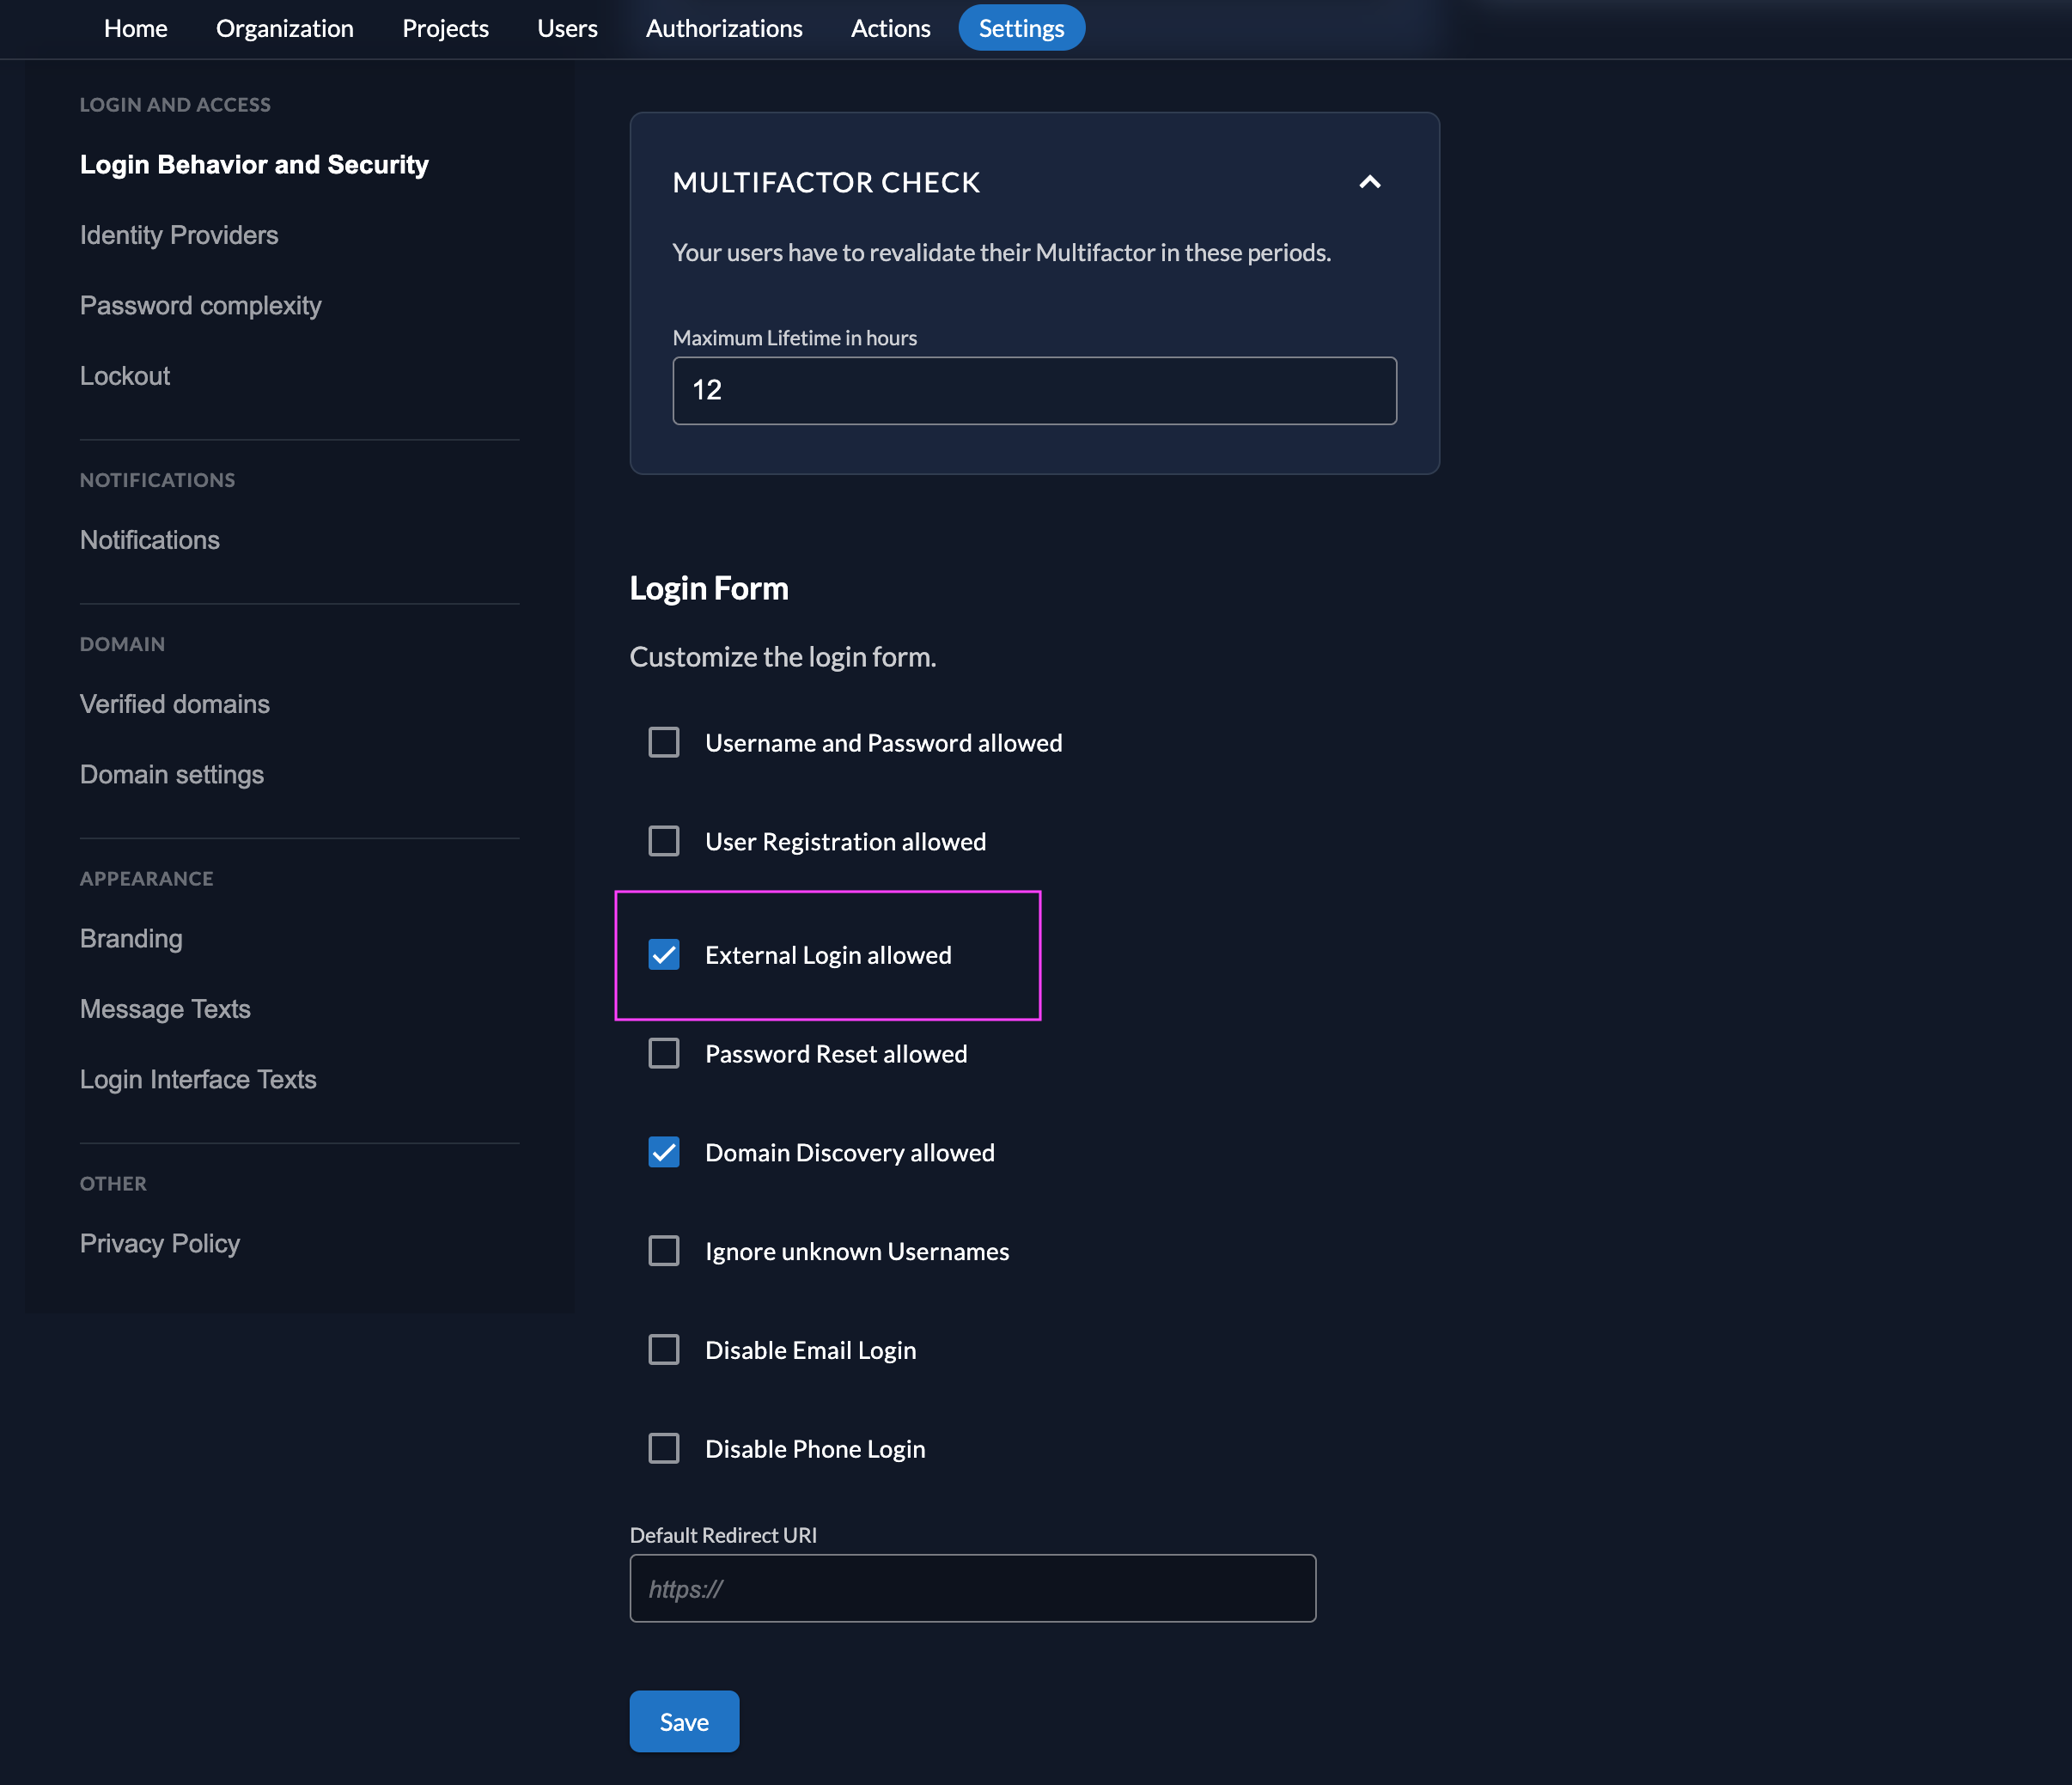 Home Organization Projects Users Authorizations Actions Settings
LOGIN AND ACCESS
Login Behavior and Security
Identity Providers
Password complexity
Lockout
NOTIFICATIONS
Notifications
DOMAIN
Verified domains
Domain settings
APPEARANCE
Branding
Message Texts
Login Interface Texts
OTHER
Privacy Policy
MULTIFACTOR CHECK
Your users have to revalidate their Multifactor in these periods.
Maximum Lifetime in hours
12
Login Form
Customize the login form.
Username and Password allowed
User Registration allowed
External Login allowed
Password Reset allowed
Domain Discovery allowed
Ignore unknown Usernames
Disable Email Login
Disable Phone Login
Default Redirect URI
https://
Save